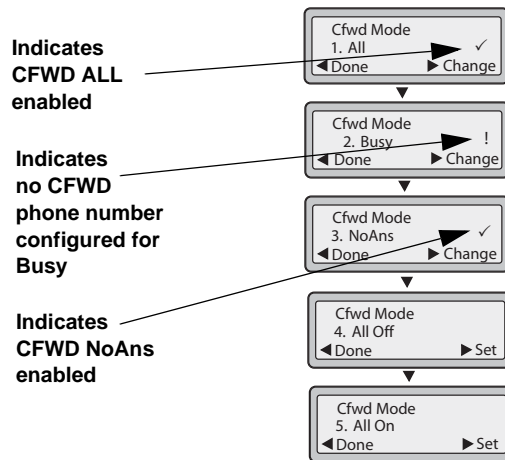 Indicates
CFWD ALL
enabled
Cfwd Mode
1. All ✓
◀Done ▶Change
▼
Indicates
no CFWD
phone number
configured for
Busy
Cfwd Mode
2. Busy !
◀Done ▶Change
▼
Cfwd Mode
3. NoAns ✓
◀Done ▶Change
▼
Indicates
CFWD NoAns
enabled
Cfwd Mode
4. All Off
◀Done ▶Set
▼
Cfwd Mode
5. All On
◀Done ▶Set